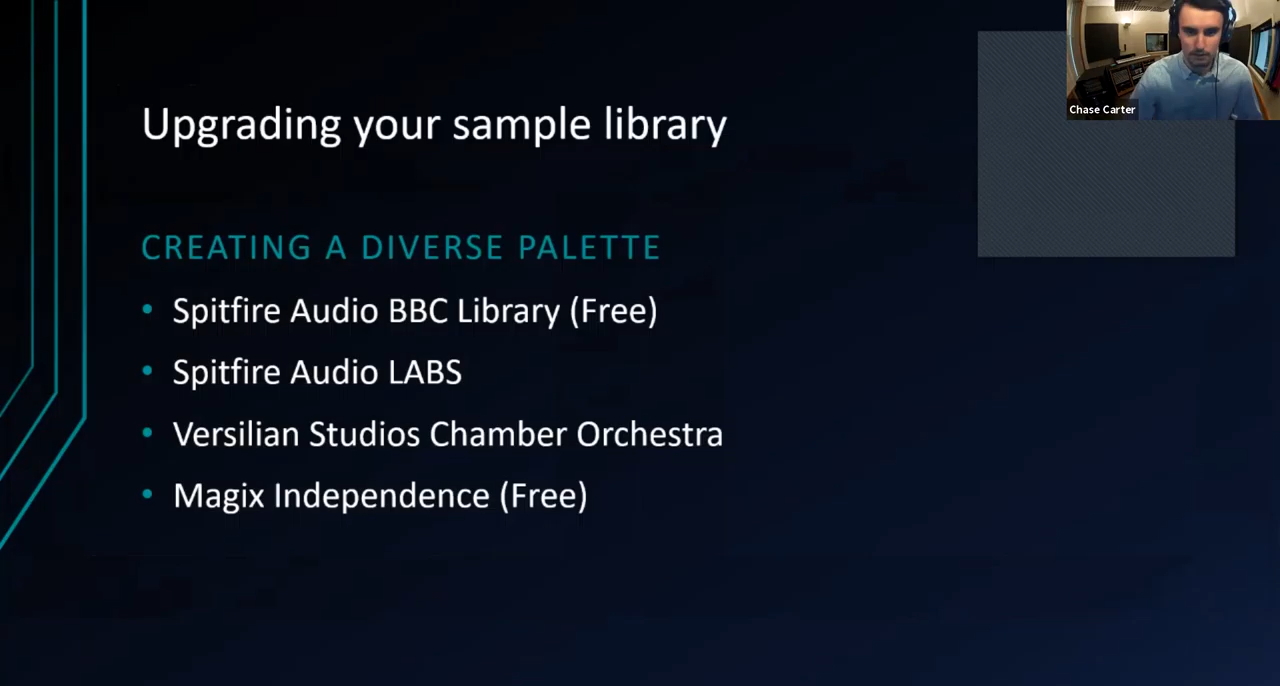 Chase Carter
Upgrading your sample library
CREATING A DIVERSE PALETTE
• Spitfire Audio BBC Library (Free)
• Spitfire Audio LABS
• Versilian Studios Chamber Orchestra
• Magix Independence (Free)